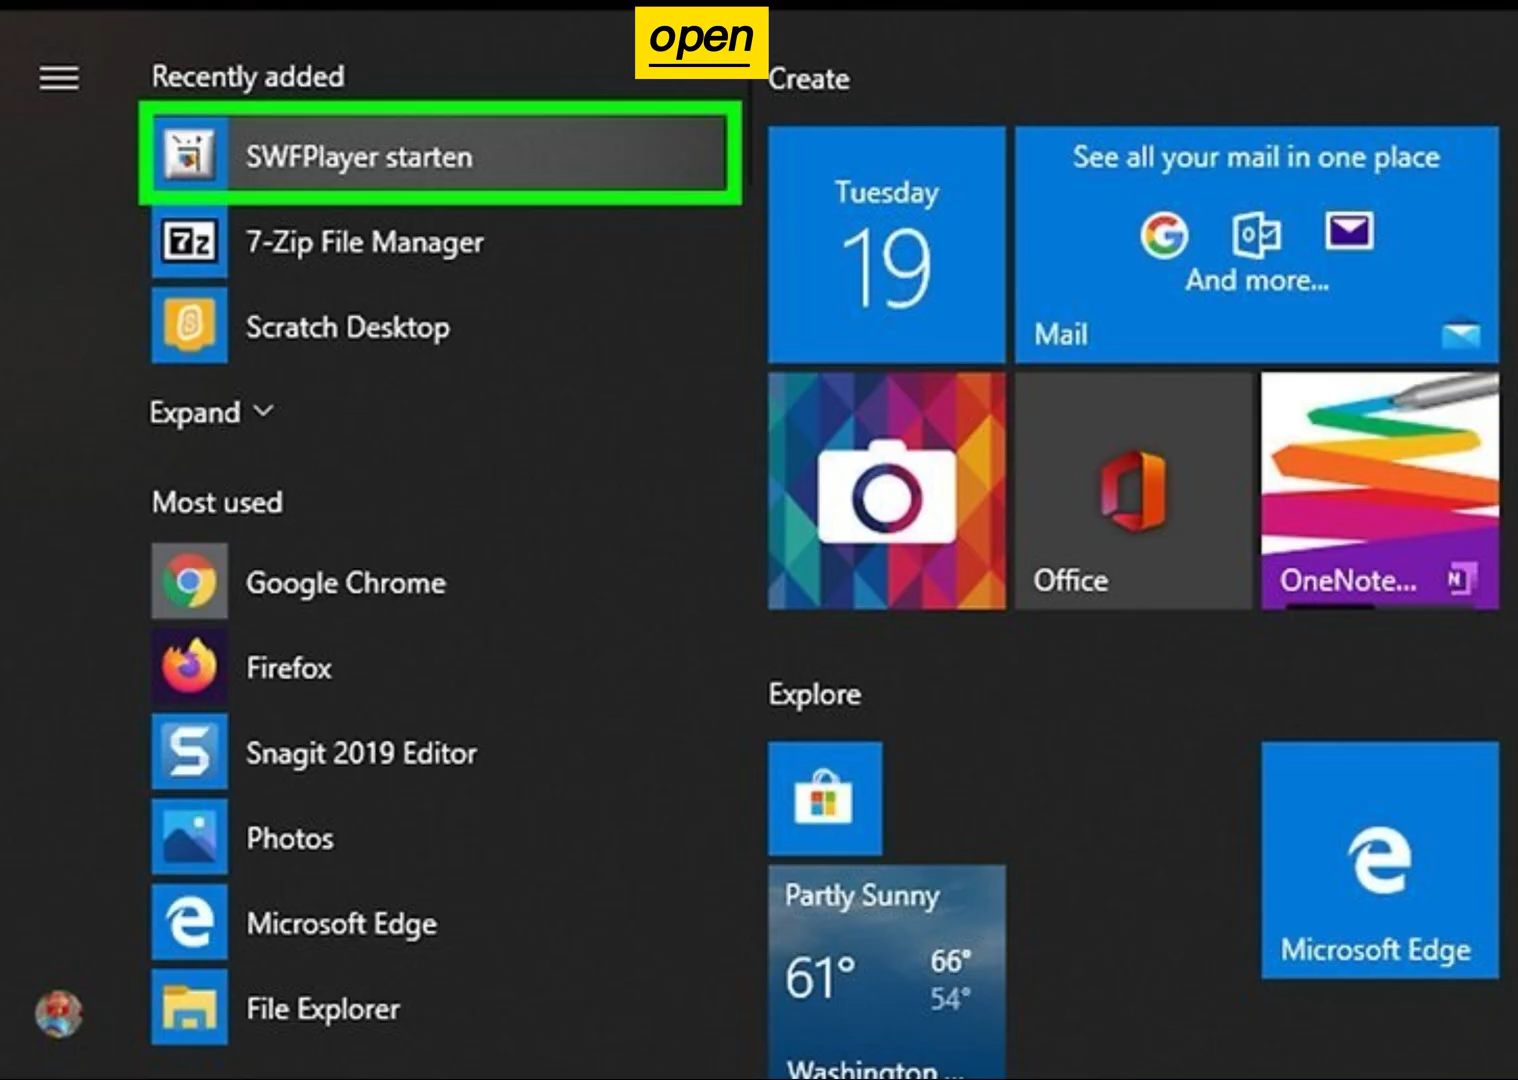 open
Recently added
SWFPlayer starten
7-Zip File Manager
Scratch Desktop
Expand
Most used
Google Chrome
Firefox
Snagit 2019 Editor
Photos
Microsoft Edge
File Explorer
Create
Tuesday
19
See all your mail in one place
And more...
Mail
Office
OneNote...
Explore
Partly Sunny
61° 66°
54°
Washington ...
Microsoft Edge